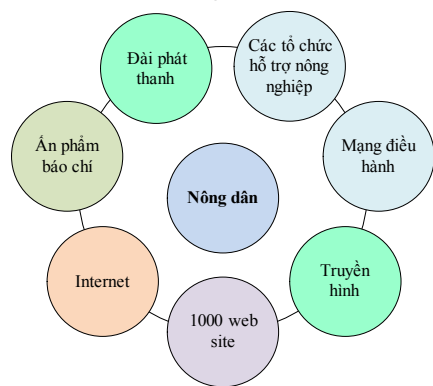 Đài phát
thanh
Các tổ chức
hỗ trợ nông
nghiệp
Ấn phẩm
báo chí
Mạng điều
hành
Nông dân
Internet
Truyền
hình
1000 web
site